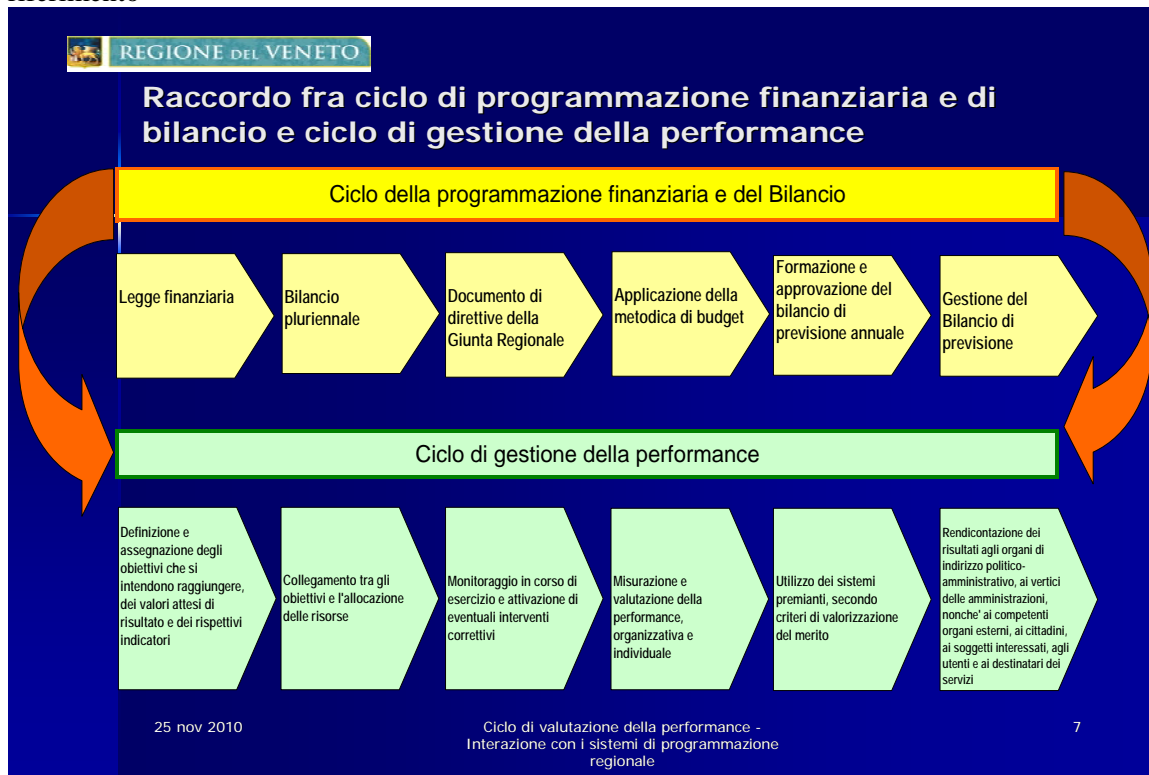 REGIONE DEL VENETO
Raccordo fra ciclo di programmazione finanziaria e di
bilancio e ciclo di gestione della performance
Ciclo della programmazione finanziaria e del Bilancio
Legge finanziaria
Bilancio
pluriennale
Documento di
direttive della
Giunta Regionale
Applicazione della
metodica di budget
Formazione e
approvazione del
bilancio di
previsione annuale
Gestione del
Bilancio di
previsione
Ciclo di gestione della performance
Definizione e
assegnazione degli
obiettivi che si
intendono raggiungere,
dei valori attesi di
risultato e dei rispettivi
indicatori
Collegamento tra gli
obiettivi e l'allocazione
delle risorse
Monitoraggio in corso di
esercizio e attivazione di
eventuali interventi
correttivi
Misurazione e
valutazione della
performance,
organizzativa e
individuale
Utilizzo dei sistemi
premianti, secondo
criteri di valorizzazione
del merito
Rendicontazione dei
risultati agli organi di
indirizzo politico-
amministrativo, ai vertici
delle amministrazioni,
nonche' ai competenti
organi esterni, ai cittadini,
ai soggetti interessati, agli
utenti e ai destinatari dei
servizi
25 nov 2010
Ciclo di valutazione della performance -
Interazione con i sistemi di programmazione
regionale
7